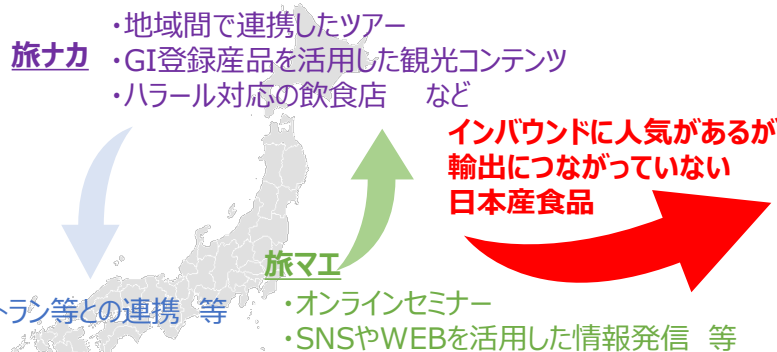 旅ナカ
・地域間で連携したツアー
・GI登録産品を活用した観光コンテンツ
・ハラール対応の飲食店　など
インバウンドに人気があるが
輸出につながっていない
日本産食品
旅マエ
・オンラインセミナー
・SNSやWEBを活用した情報発信　等
トラン等との連携　等